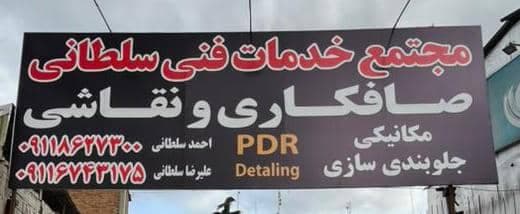 مجتمع خدمات فنی سلطانی
صافکاری و نقاشی
مکانیکی
جلوبندی سازی
PDR
Detaling
احمد سلطانی ۰۹۱۱۸۶۲۷۳۰۰
علیرضا سلطانی ۰۹۱۱۶۷۴۳۱۷۵